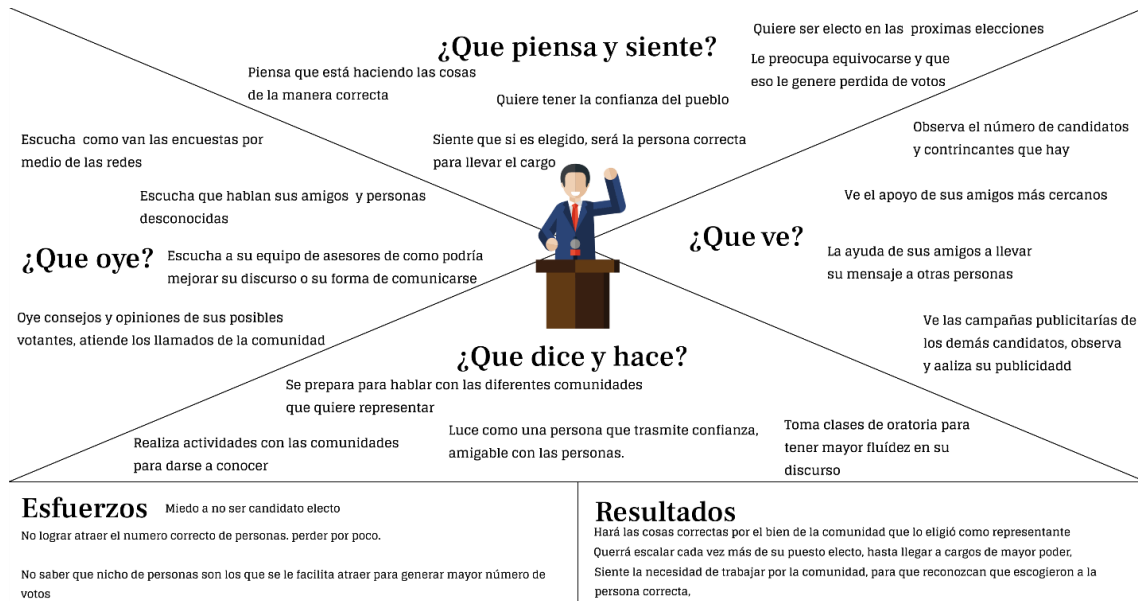 ¿Que piensa y siente?
Piensa que está haciendo las cosas
de la manera correcta
Quiere tener la confianza del pueblo
Siente que si es elegido, será la persona correcta
para llevar el cargo
Quiere ser electo en las  proximas elecciones
Le preocupa equivocarse y que
eso le genere perdida de votos
Escucha  como van las encuestas por
medio de las redes
Escucha que hablan sus amigos  y personas
desconocidas
¿Que oye?
Escucha a su equipo de asesores de como podría
mejorar su discurso o su forma de comunicarse
Oye consejos y opiniones de sus posibles
votantes, atiende los llamados de la comunidad
Observa el número de candidatos
y contrincantes que hay
Ve el apoyo de sus amigos más cercanos
¿Que ve?
La ayuda de sus amigos a llevar
su mensaje a otras personas
Ve las campañas publicitarías de
los demás candidatos, observa
y aaliza su publicidadd
¿Que dice y hace?
Se prepara para hablar con las diferentes comunidades
que quiere representar
Realiza actividades con las comunidades
para darse a conocer
Luce como una persona que trasmite confianza,
amigable con las personas.
Toma clases de oratoria para
tener mayor fluídez en su
discurso
Esfuerzos
Miedo a no ser candidato electo
No lograr atraer el numero correcto de personas. perder por poco.
No saber que nicho de personas son los que se le facilita atraer para generar mayor número de
votos
Resultados
Hará las cosas correctas por el bien de la comunidad que lo eligió como representante
Querrá escalar cada vez más de su puesto electo, hasta llegar a cargos de mayor poder,
Siente la necesidad de trabajar por la comunidad, para que reconozcan que escogieron a la
persona correcta,